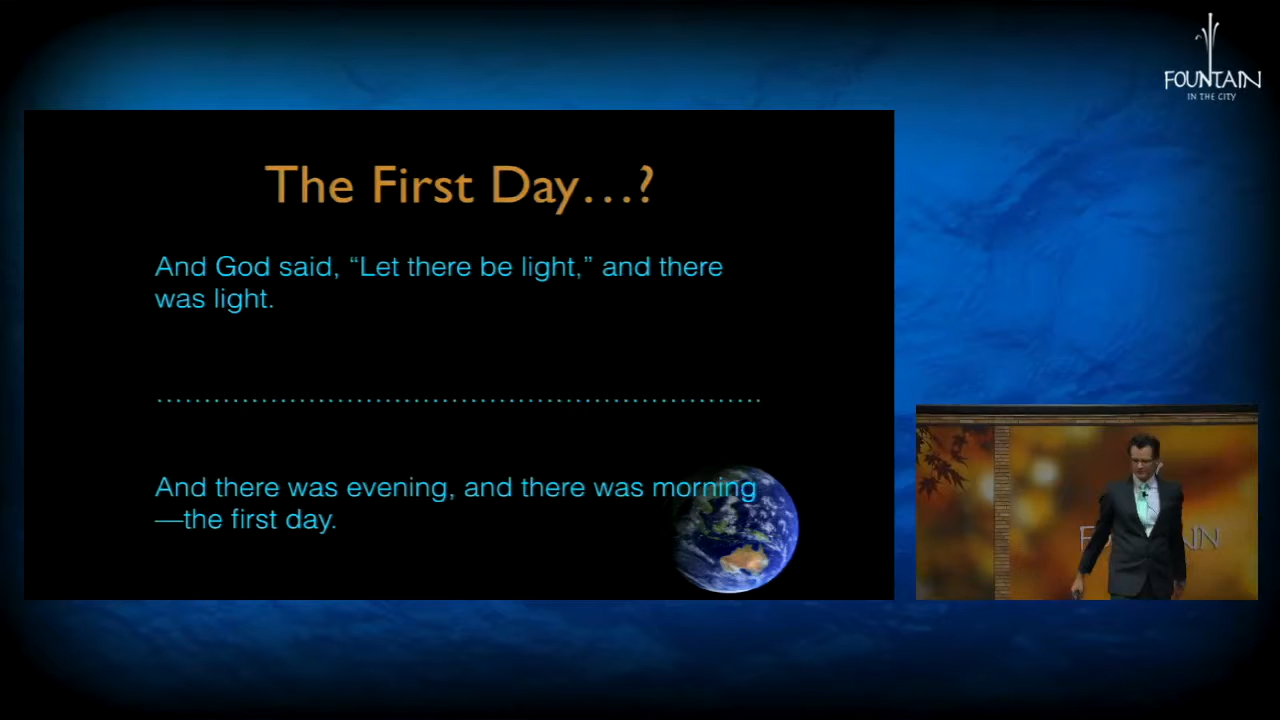 FOUNTAIN
IN THE CITY
The First Day...?
And God said, “Let there be light,” and there
was light.
.................................................................
And there was evening, and there was morning
—the first day.